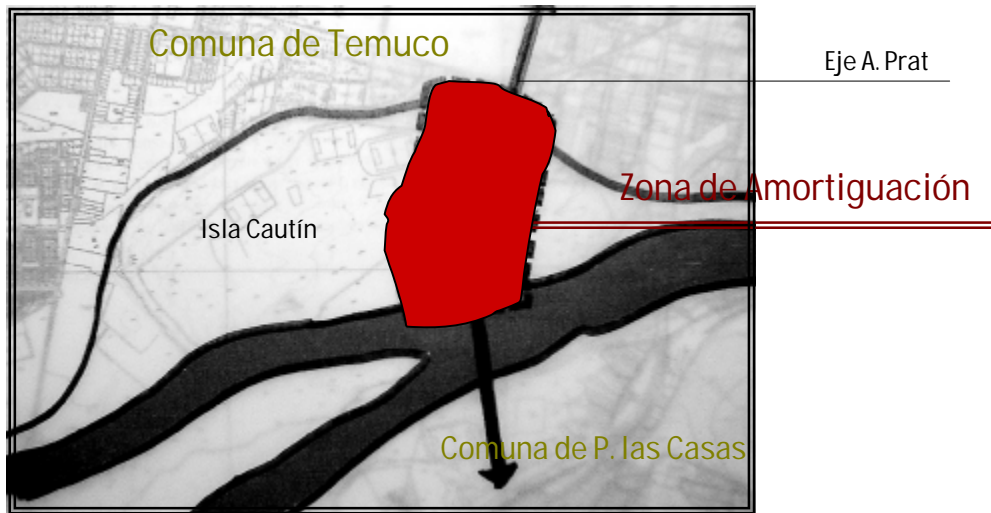 Comuna de Temuco
Eje A. Prat
Zona de Amortiguación
Isla Cautín
Comuna de P. las Casas